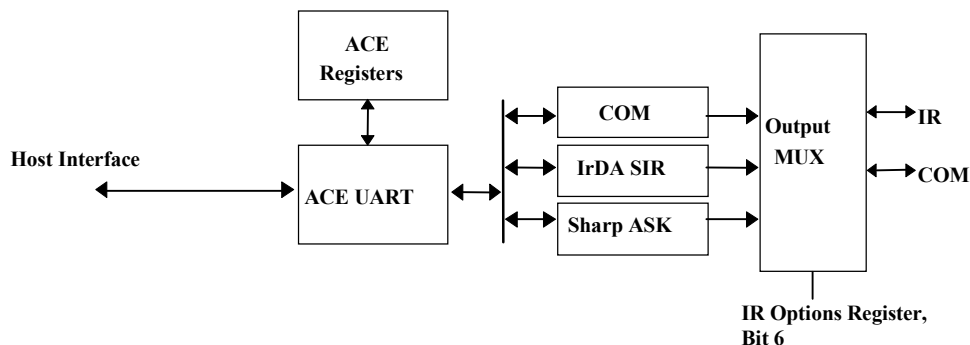 ACE
Registers
Host Interface
ACE UART
COM
IrDA SIR
Sharp ASK
Output
MUX
IR
COM
IR Options Register,
Bit 6